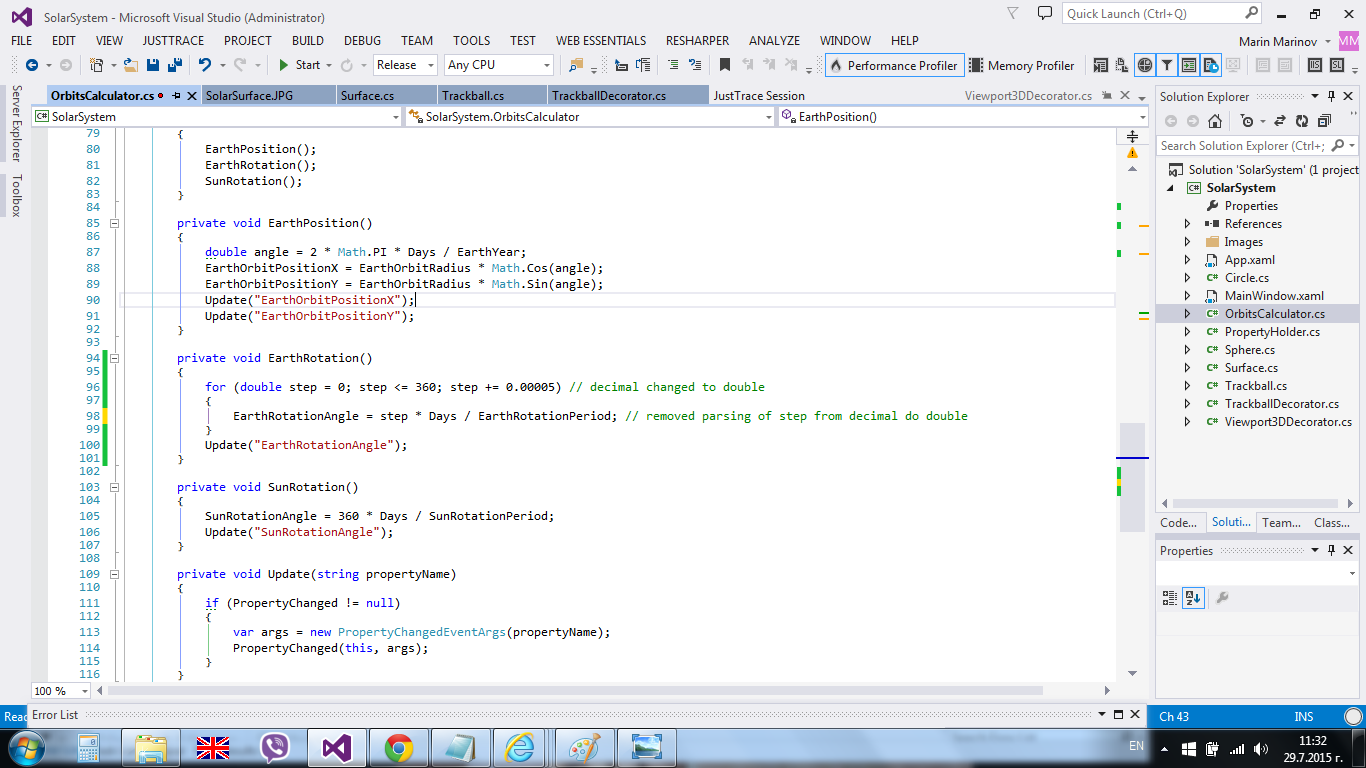 SolarSystem - Microsoft Visual Studio (Administrator)
Quick Launch (Ctrl+Q)
FILE EDIT VIEW JUSTTRACE PROJECT BUILD DEBUG TEAM TOOLS TEST WEB ESSENTIALS RESHARPER ANALYZE WINDOW HELP
Marin Marinov
MM
Start
Release
Any CPU
Performance Profiler
Memory Profiler
Server Explorer
Toolbox
OrbitsCalculator.cs
SolarSurface.JPG
Surface.cs
Trackball.cs
TrackballDecorator.cs
JustTrace Session
Viewport3DDecorator.cs
SolarSystem
SolarSystem.OrbitsCalculator
EarthPosition()
79 {
80 EarthPosition();
81 EarthRotation();
82 SunRotation();
83 }
84
85 private void EarthPosition()
86 {
87 double angle = 2 * Math.PI * Days / EarthYear;
88 EarthOrbitPositionX = EarthOrbitRadius * Math.Cos(angle);
89 EarthOrbitPositionY = EarthOrbitRadius * Math.Sin(angle);
90 Update("EarthOrbitPositionX");
91 Update("EarthOrbitPositionY");
92 }
93
94 private void EarthRotation()
95 {
96 for (double step = 0; step <= 360; step += 0.00005) // decimal changed to double
97 {
98 EarthRotationAngle = step * Days / EarthRotationPeriod; // removed parsing of step from decimal do double
99 }
100 Update("EarthRotationAngle");
101 }
102
103 private void SunRotation()
104 {
105 SunRotationAngle = 360 * Days / SunRotationPeriod;
106 Update("SunRotationAngle");
107 }
108
109 private void Update(string propertyName)
110 {
111 if (PropertyChanged != null)
112 {
113 var args = new PropertyChangedEventArgs(propertyName);
114 PropertyChanged(this, args);
115 }
116 }
100 %
Error List
Solution Explorer
Search Solution Explorer (Ctrl+;
Solution 'SolarSystem' (1 project
C# SolarSystem
Properties
References
Images
App.xaml
C# Circle.cs
MainWindow.xaml
C# OrbitsCalculator.cs
C# PropertyHolder.cs
C# Sphere.cs
C# Surface.cs
C# Trackball.cs
C# TrackballDecorator.cs
C# Viewport3DDecorator.cs
Code... Soluti... Team... Class...
Properties
Ch 43
INS
EN
11:32
29.7.2015 г.